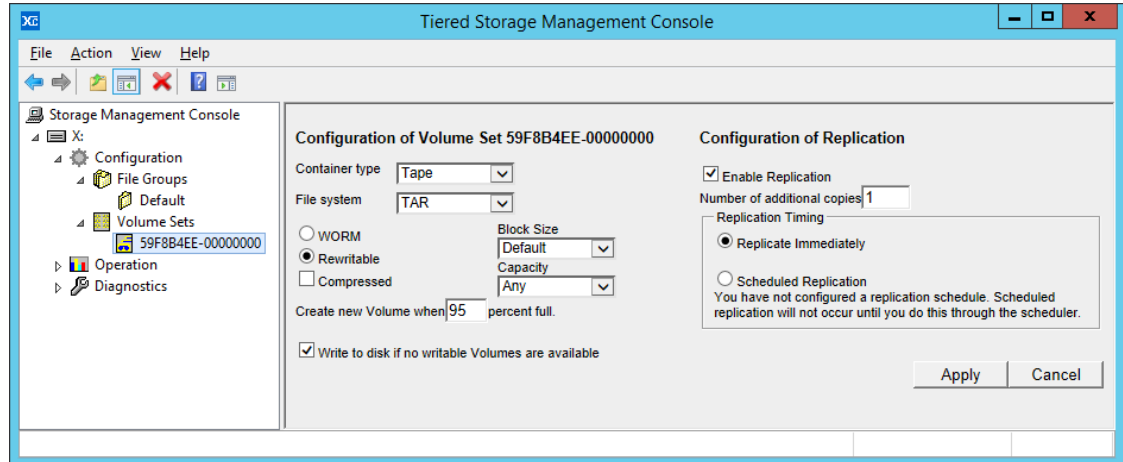 XC
Tiered Storage Management Console
File Action View Help
Storage Management Console
X:
Configuration
File Groups
Default
Volume Sets
59F8B4EE-00000000
Operation
Diagnostics
Configuration of Volume Set 59F8B4EE-00000000
Container type Tape
File system TAR
WORM
Rewritable
Compressed
Block Size
Default
Capacity
Any
Create new Volume when 95 percent full.
Write to disk if no writable Volumes are available
Configuration of Replication
Enable Replication
Number of additional copies 1
Replication Timing
Replicate Immediately
Scheduled Replication
You have not configured a replication schedule. Scheduled
replication will not occur until you do this through the scheduler.
Apply Cancel